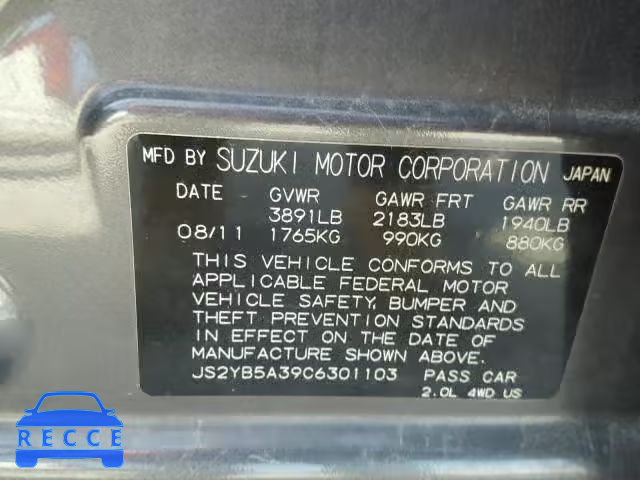 MFD BY SUZUKI MOTOR CORPORATION JAPAN
DATE GVWR GAWR FRT GAWR RR
3891LB 2183LB 1940LB
08/11 1765KG 990KG 880KG
THIS VEHICLE CONFORMS TO ALL
APPLICABLE FEDERAL MOTOR
VEHICLE SAFETY, BUMPER AND
THEFT PREVENTION STANDARDS
IN EFFECT ON THE DATE OF
MANUFACTURE SHOWN ABOVE.
JS2YB5A39C6301103 PASS CAR
2.0L 4WD US
RECCE